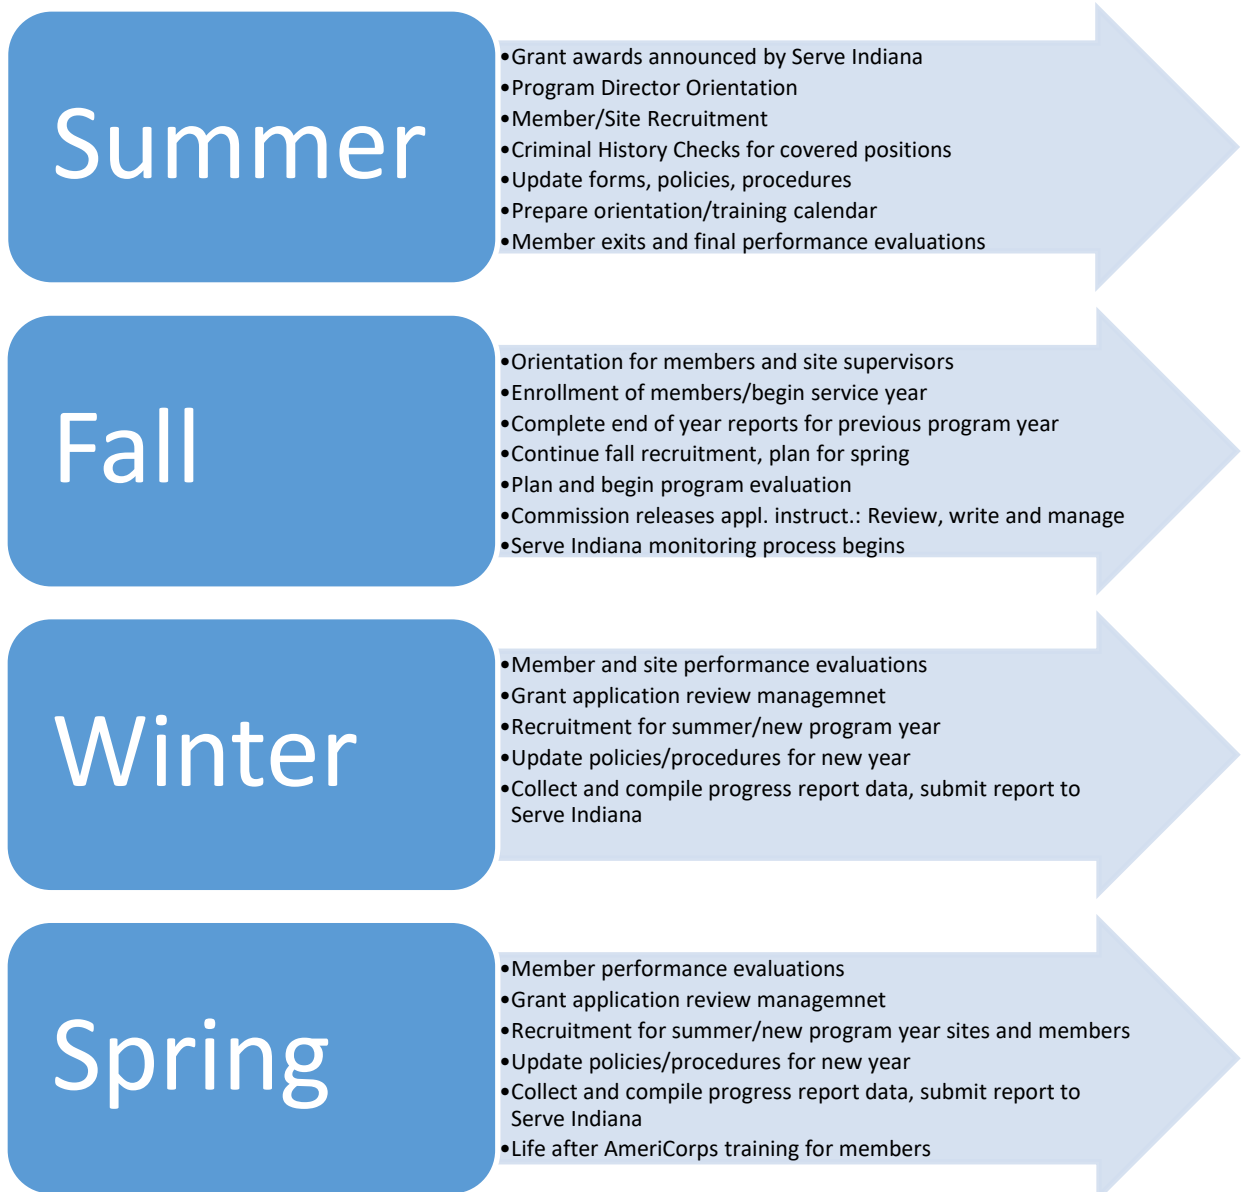 Summer
•Grant awards announced by Serve Indiana
•Program Director Orientation
•Member/Site Recruitment
•Criminal History Checks for covered positions
•Update forms, policies, procedures
•Prepare orientation/training calendar
•Member exits and final performance evaluations
Fall
•Orientation for members and site supervisors
•Enrollment of members/begin service year
•Complete end of year reports for previous program year
•Continue fall recruitment, plan for spring
•Plan and begin program evaluation
•Commission releases appl. instruct.: Review, write and manage
•Serve Indiana monitoring process begins
Winter
•Member and site performance evaluations
•Grant application review managemnet
•Recruitment for summer/new program year
•Update policies/procedures for new year
•Collect and compile progress report data, submit report to
Serve Indiana
Spring
•Member performance evaluations
•Grant application review managemnet
•Recruitment for summer/new program year sites and members
•Update policies/procedures for new year
•Collect and compile progress report data, submit report to
Serve Indiana
•Life after AmeriCorps training for members